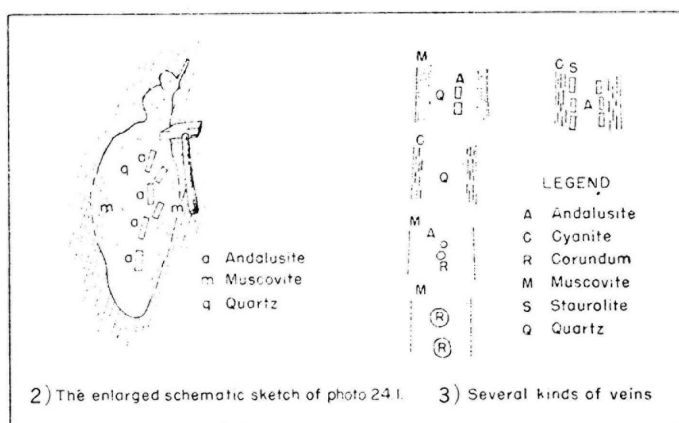 a
q
a
m
a
m
a
a Andalusite
m Muscovite
q Quartz
2) The enlarged schematic sketch of photo 24.1.
M
A
Q
C
Q
M
A
R
M
R
R
C S
A
LEGEND
A Andalusite
C Cyanite
R Corundum
M Muscovite
S Staurolite
Q Quartz
3) Several kinds of veins